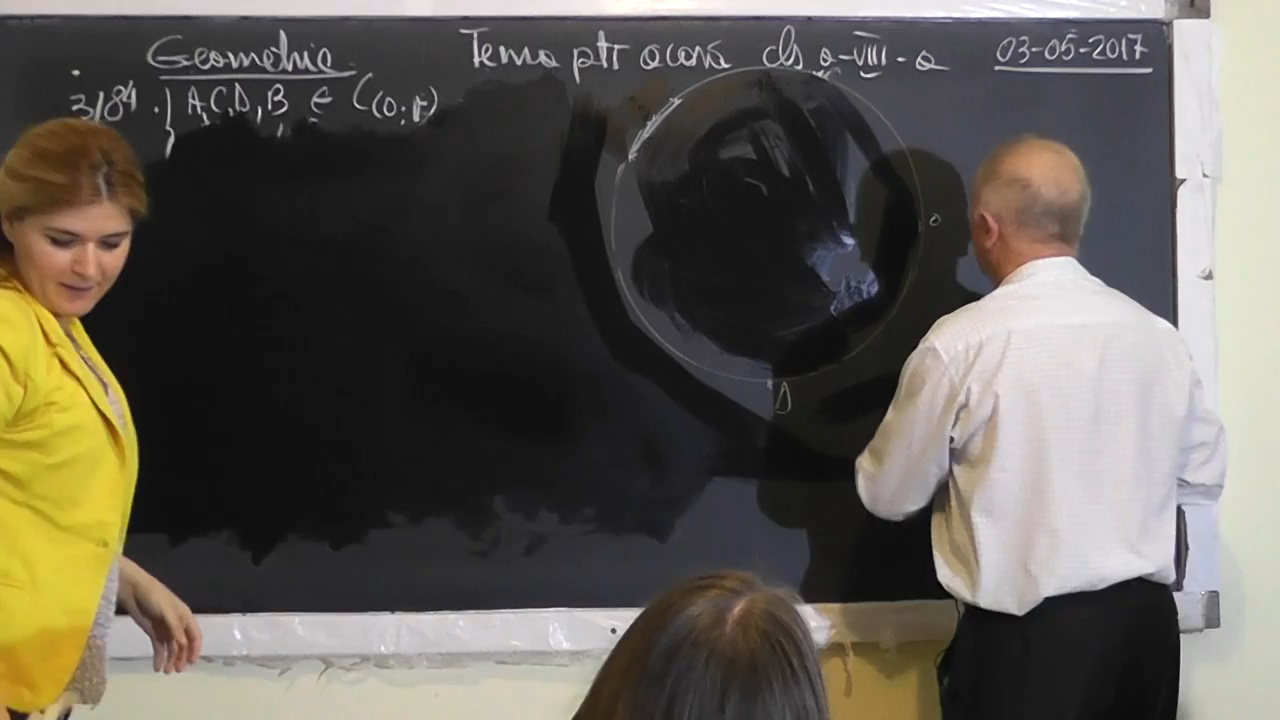 Geometrie Tema ptr acasă cls a-VIII-a 03-05-2017
3/84 A,C,D,B ∈ C(O;r)
D